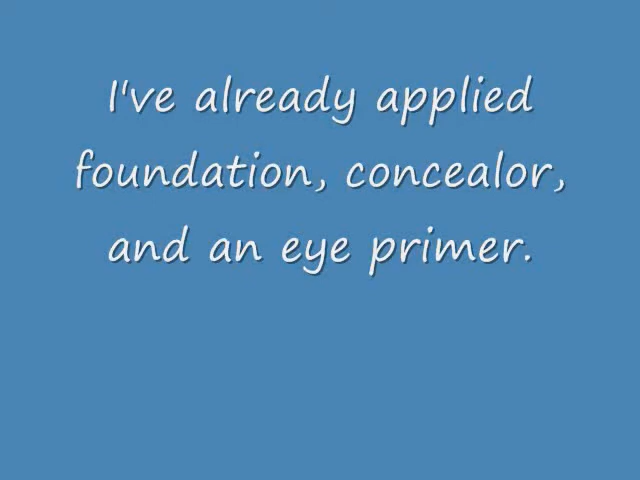 I've already applied
foundation, concealor,
and an eye primer.